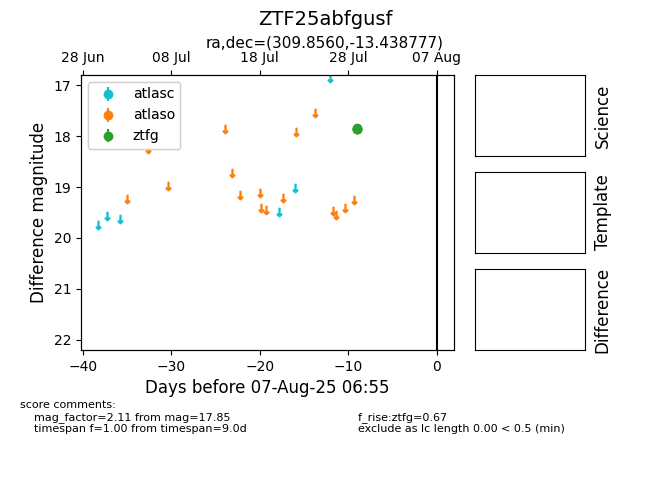 ZTF25abfgusf
ra,dec=(309.8560,-13.438777)
28 Jun 08 Jul 18 Jul 28 Jul 07 Aug
atlasc
atlaso
ztfg
17
18
19
20
21
22
Difference magnitude
−40 −30 −20 −10 0
Days before 07-Aug-25 06:55
Science
Template
Difference
score comments:
mag_factor=2.11 from mag=17.85
timespan f=1.00 from timespan=9.0d
f_rise:ztfg=0.67
exclude as lc length 0.00 < 0.5 (min)